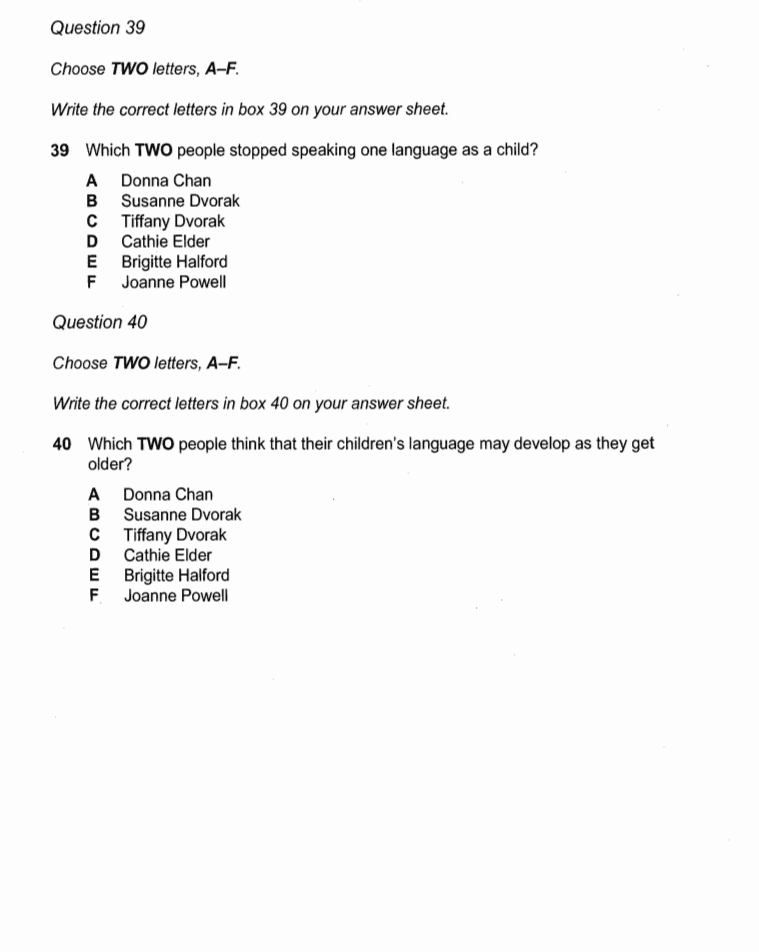 Question 39
Choose TWO letters, A–F.
Write the correct letters in box 39 on your answer sheet.
39 Which TWO people stopped speaking one language as a child?
A Donna Chan
B Susanne Dvorak
C Tiffany Dvorak
D Cathie Elder
E Brigitte Halford
F Joanne Powell
Question 40
Choose TWO letters, A–F.
Write the correct letters in box 40 on your answer sheet.
40 Which TWO people think that their children's language may develop as they get
older?
A Donna Chan
B Susanne Dvorak
C Tiffany Dvorak
D Cathie Elder
E Brigitte Halford
F Joanne Powell